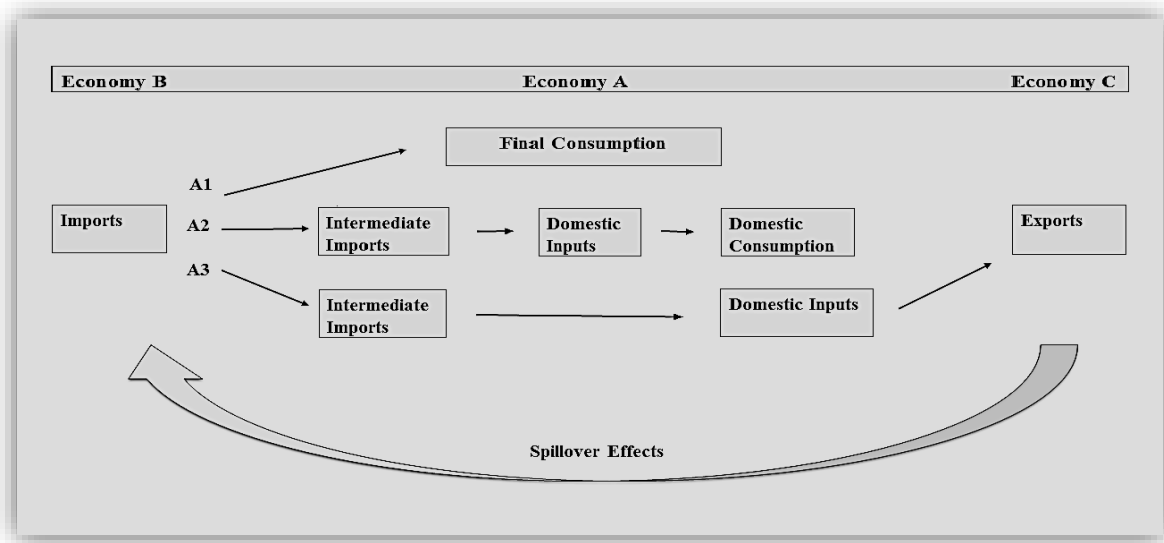 Economy B Economy A Economy C
Final Consumption
A1
Imports
A2
Intermediate
Imports
Domestic
Inputs
Domestic
Consumption
Exports
A3
Intermediate
Imports
Domestic Inputs
Spillover Effects